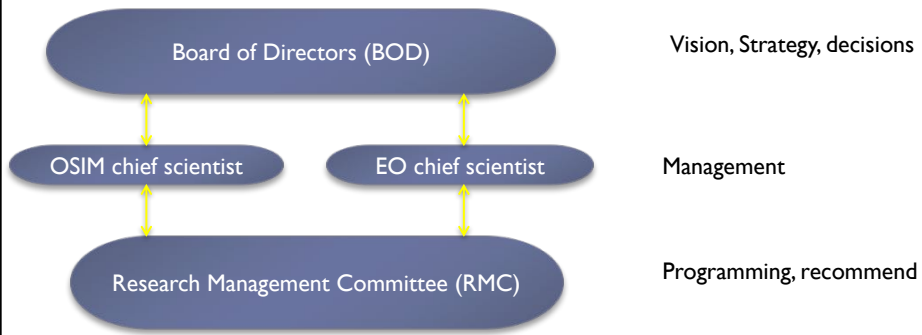 Board of Directors (BOD)
Vision, Strategy, decisions
OSIM chief scientist
EO chief scientist
Management
Research Management Committee (RMC)
Programming, recommend